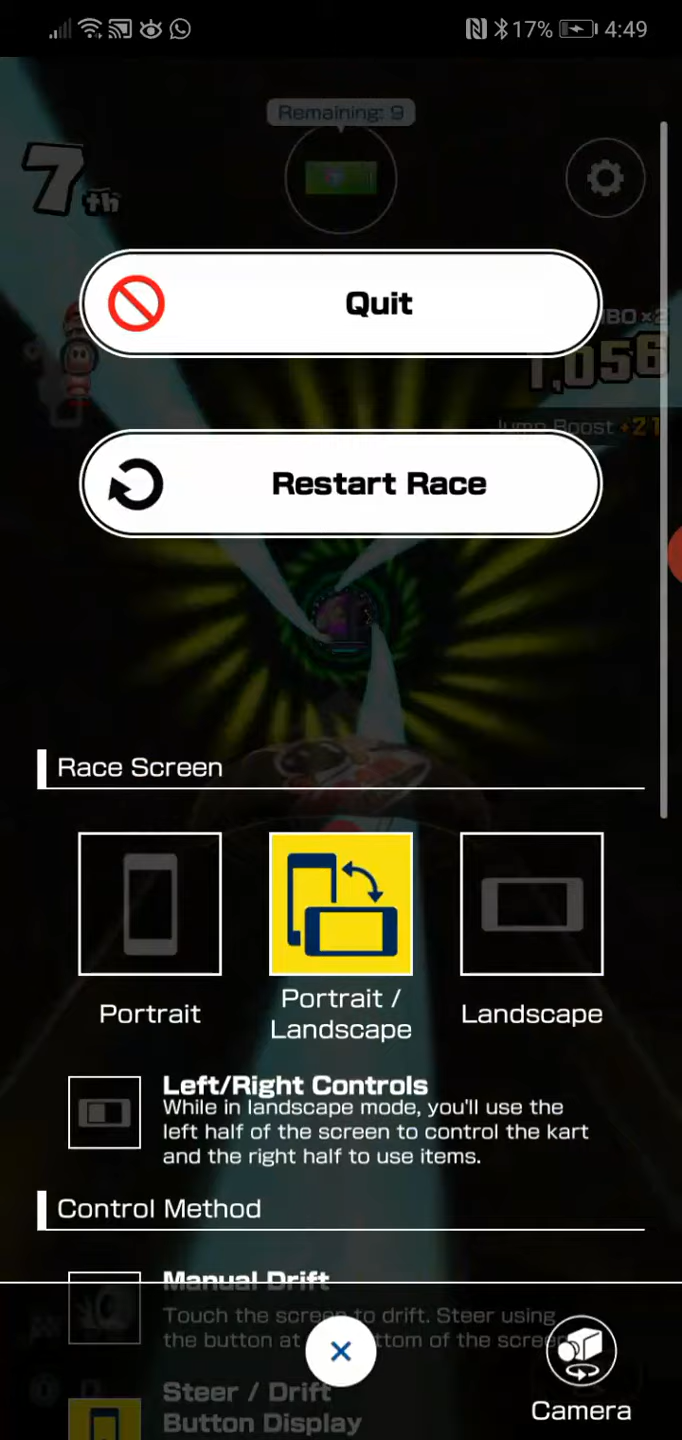 17% 4:49
Remaining: 9
7th
Quit
1,056
Jump Boost +21
Restart Race
Race Screen
Portrait
Portrait /
Landscape
Landscape
Left/Right Controls
While in landscape mode, you'll use the
left half of the screen to control the kart
and the right half to use items.
Control Method
Manual Drift
Touch the screen to drift. Steer using
the button at
ottom of the scree
Steer / Drift
Button Display
Camera